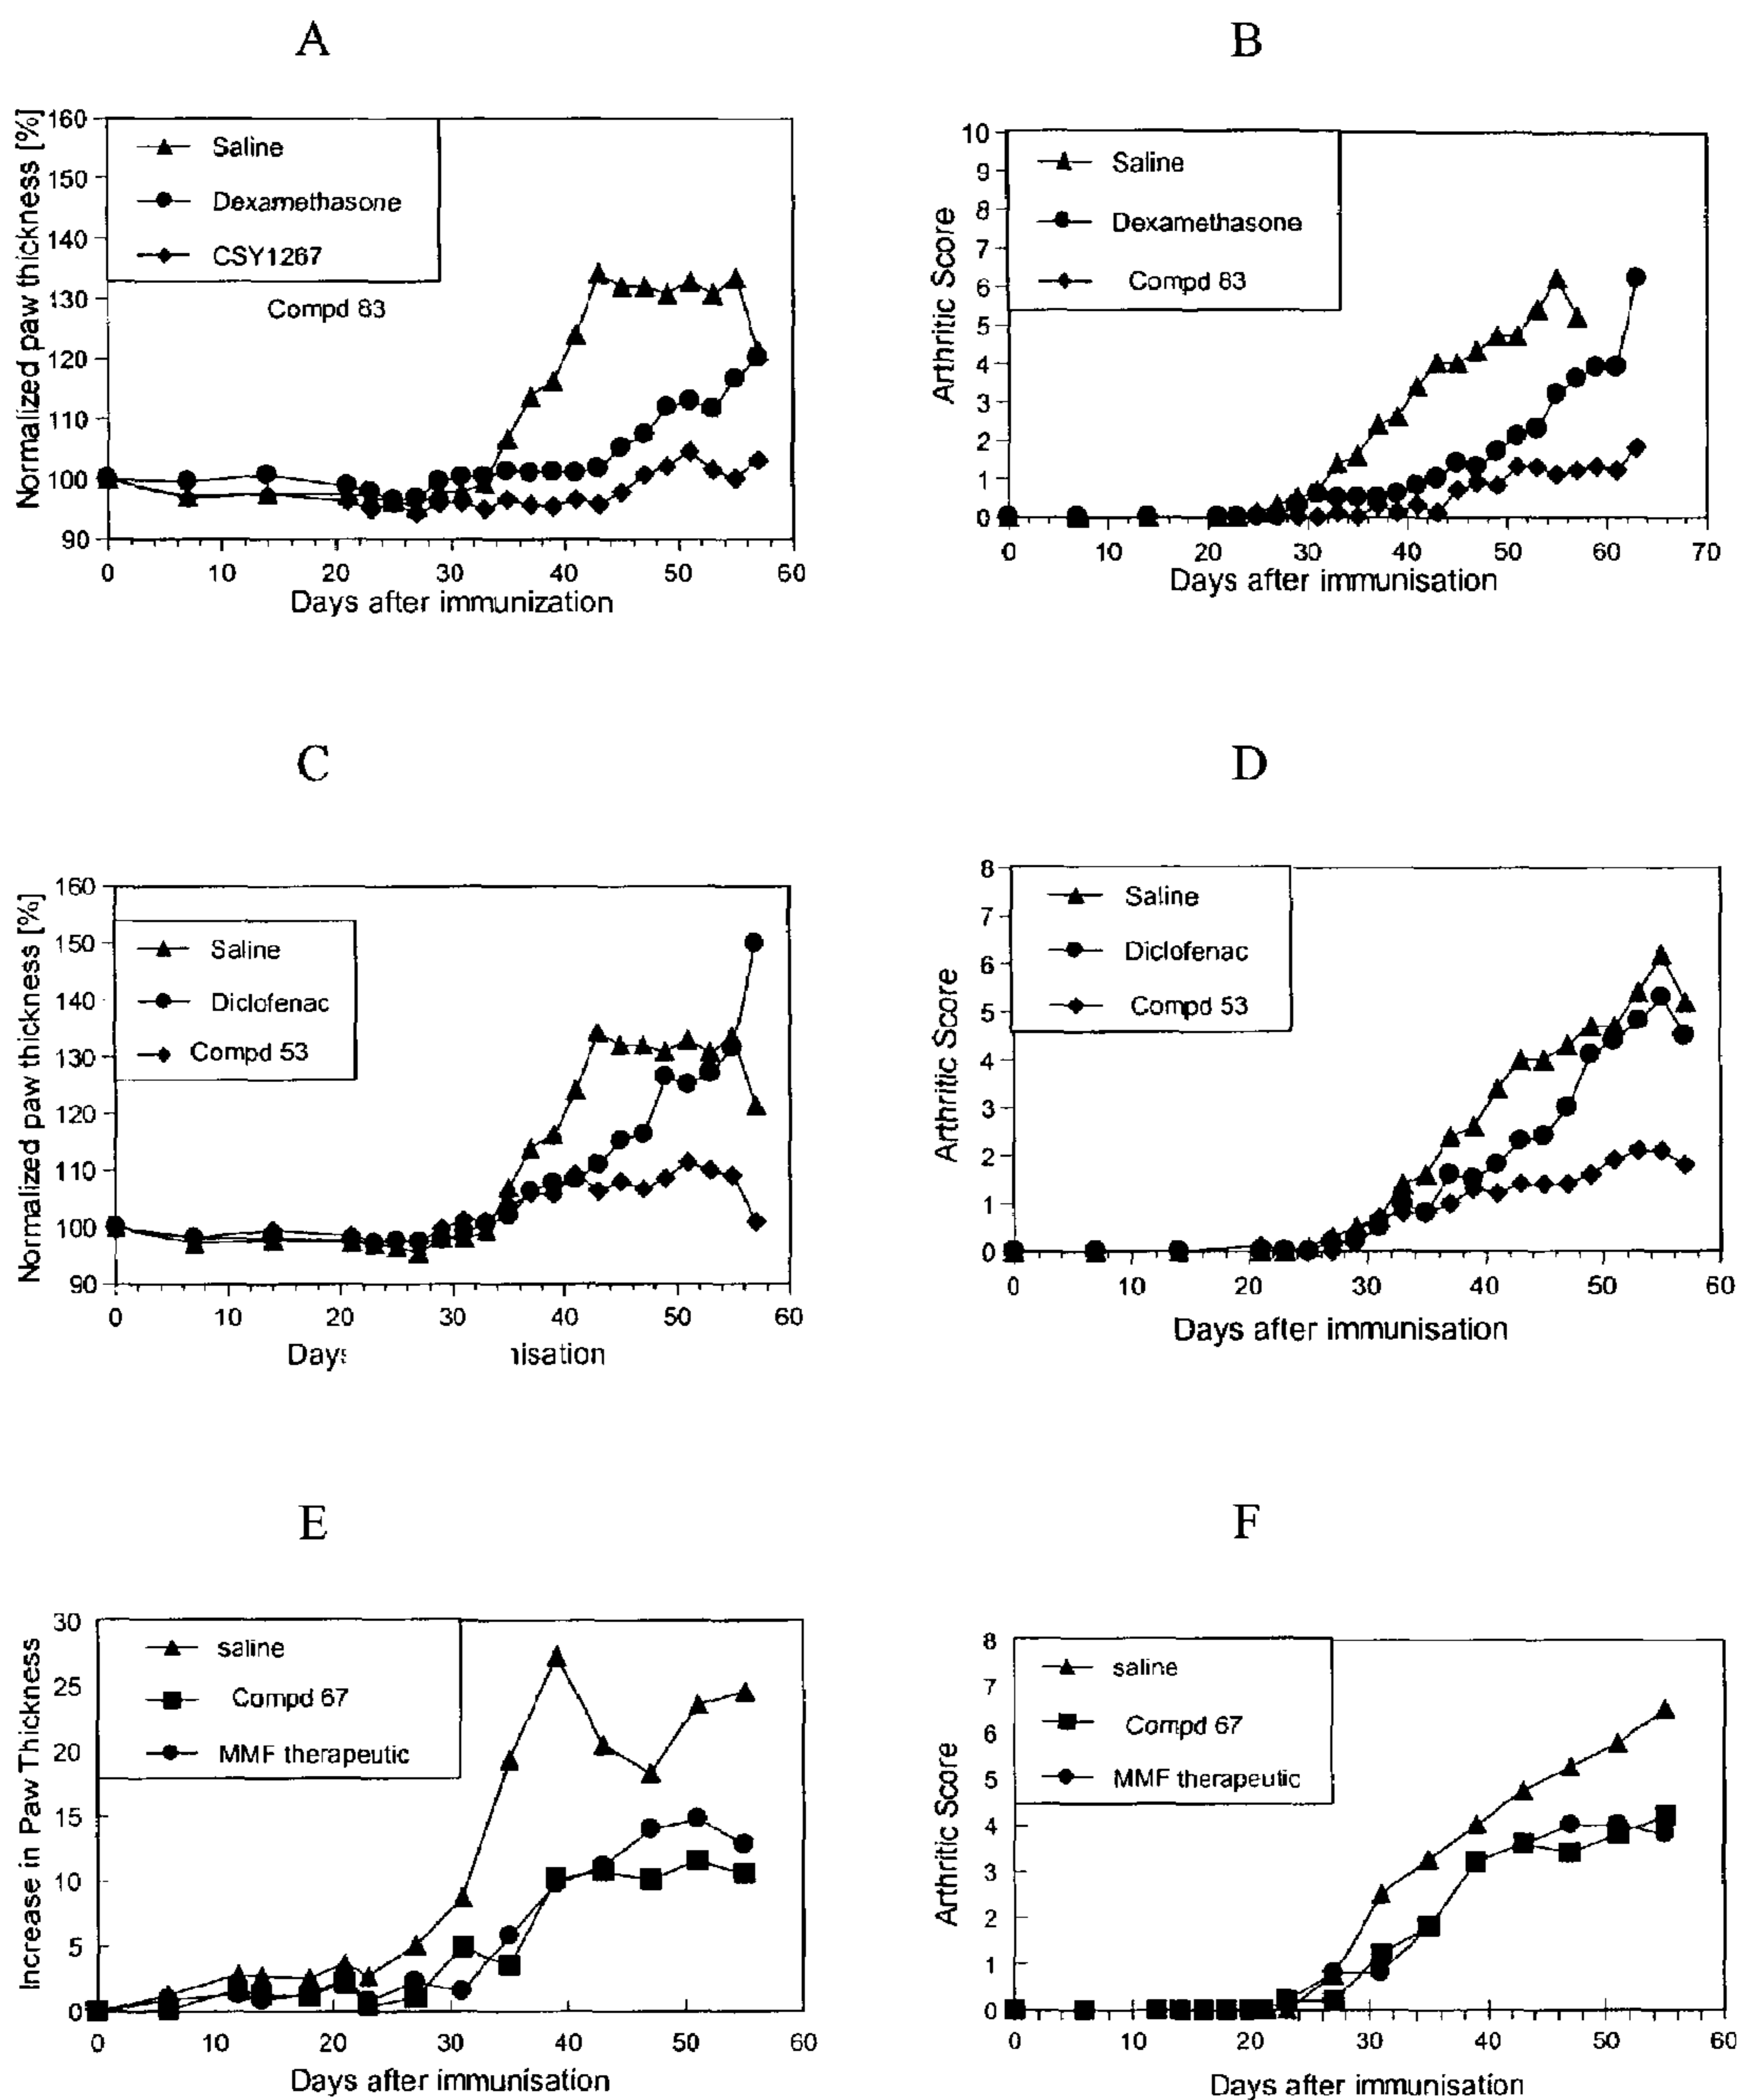 A
B
Normalized paw thickness [%]
160
150
140
130
120
110
100
90
Saline
Dexamethasone
CSY1267
Compd 83
0 10 20 30 40 50 60
Days after immunization
Arthritic Score
10
9
8
7
6
5
4
3
2
1
0
Saline
Dexamethasone
Compd 83
0 10 20 30 40 50 60 70
Days after immunisation
C
D
Normalized paw thickness [%]
160
150
140
130
120
110
100
90
Saline
Diclofenac
Compd 53
0 10 20 30 40 50 60
Arthritic Score
8
7
6
5
4
3
2
1
0
Saline
Diclofenac
Compd 53
0 10 20 30 40 50 60
Days after immunisation
E
F
Increase in Paw Thickness
30
25
20
15
10
5
0
saline
Compd 67
MMF therapeutic
0 10 20 30 40 50 60
Days after immunisation
Arthritic Score
8
7
6
5
4
3
2
1
0
saline
Compd 67
MMF therapeutic
0 10 20 30 40 50 60
Days after immunisation